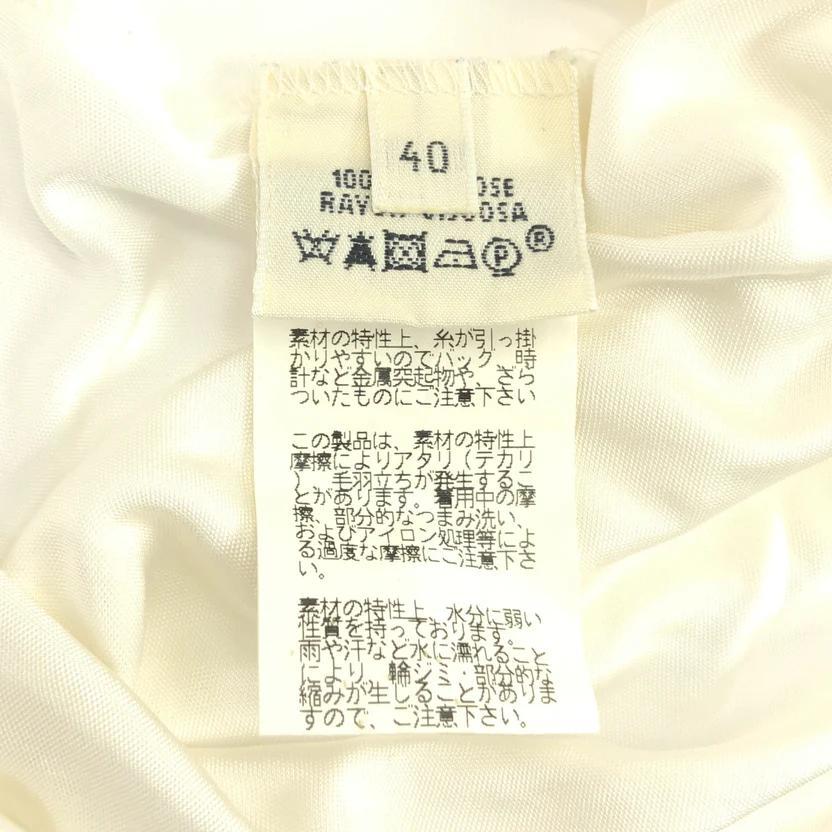 40
100 OSE
RAYO VISCOSA
P ®
素材の特性上、糸が引っ掛
かりやすいのでバック、時
計など金属突起物や、ざら
ついたものにご注意下さい
この製品は、素材の特性上
摩擦によりアタリ（テカリ
）、毛羽立ちが発生するこ
とがあります。着用中の摩
擦、部分的なつまみ洗い、
およびアイロン処理等によ
る過度な摩擦にご注意下さ
い。
素材の特性上、水分に弱い
性質を持っております。
雨や汗など水に濡れること
により、輪ジミ・部分的な
縮みが生じることがありま
すので、ご注意下さい。